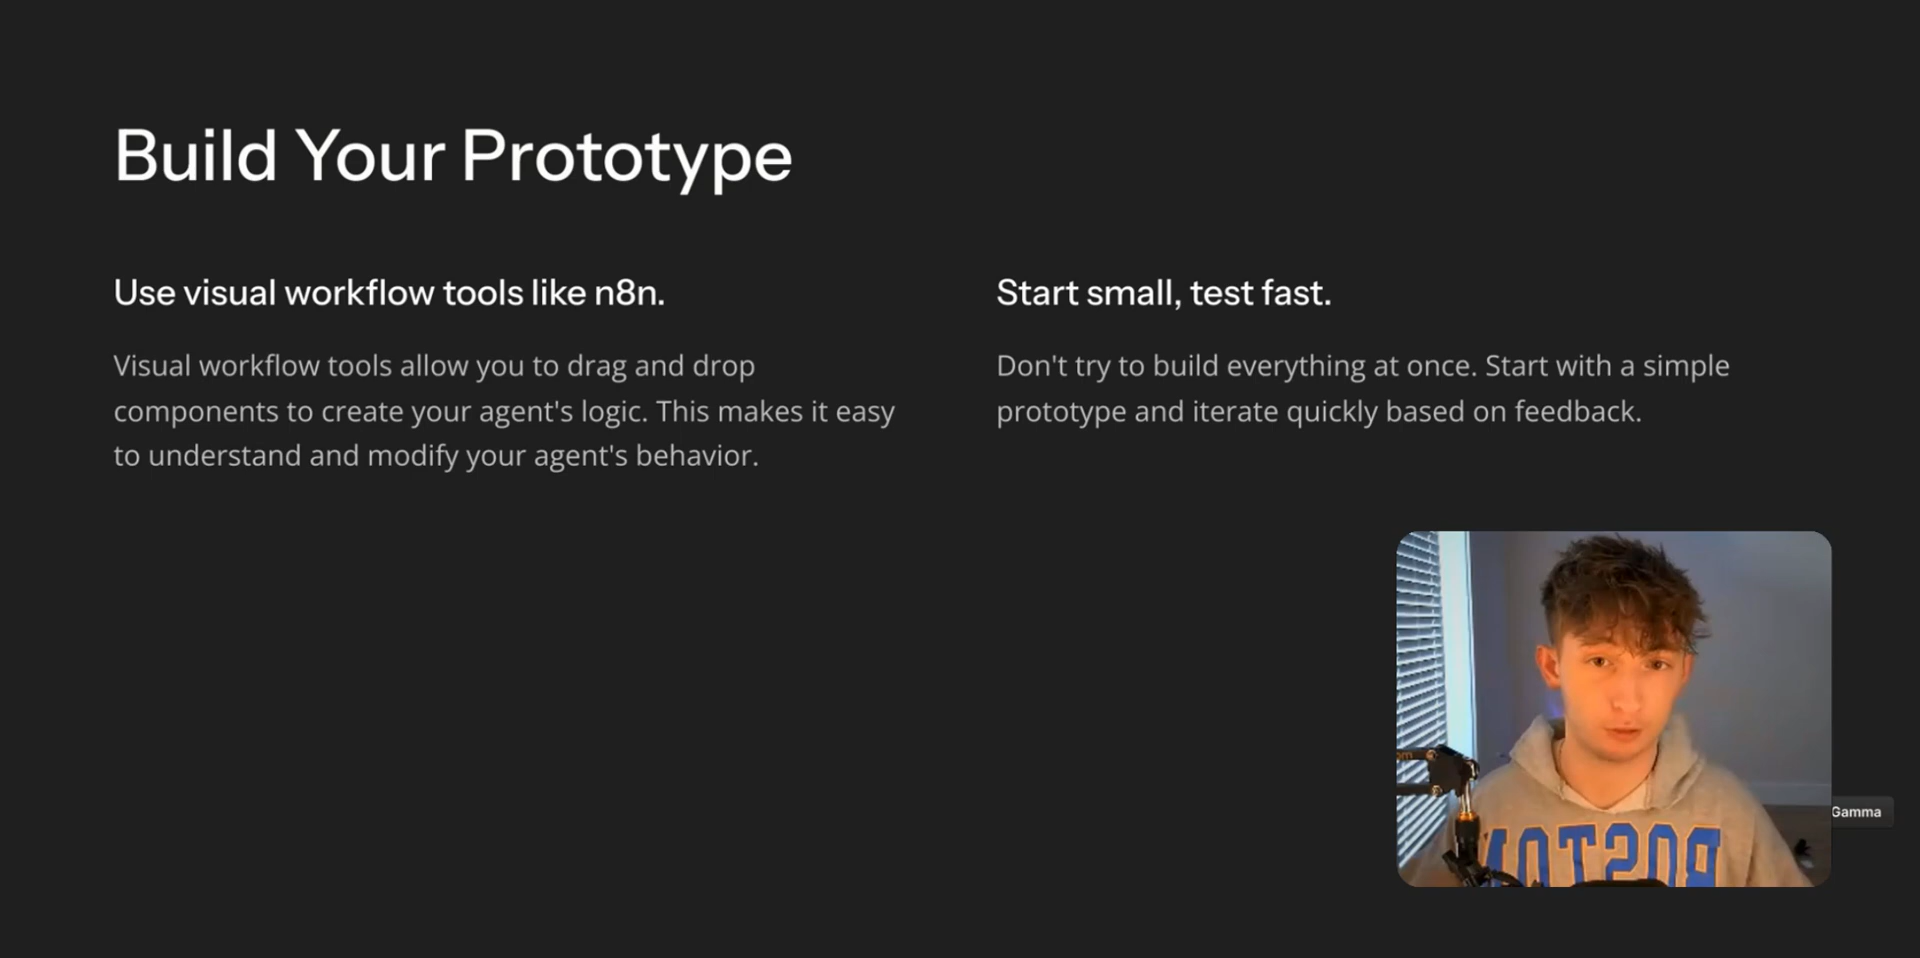 Build Your Prototype
Use visual workflow tools like n8n.
Visual workflow tools allow you to drag and drop
components to create your agent's logic. This makes it easy
to understand and modify your agent's behavior.
Start small, test fast.
Don't try to build everything at once. Start with a simple
prototype and iterate quickly based on feedback.
BOSTON
Gamma